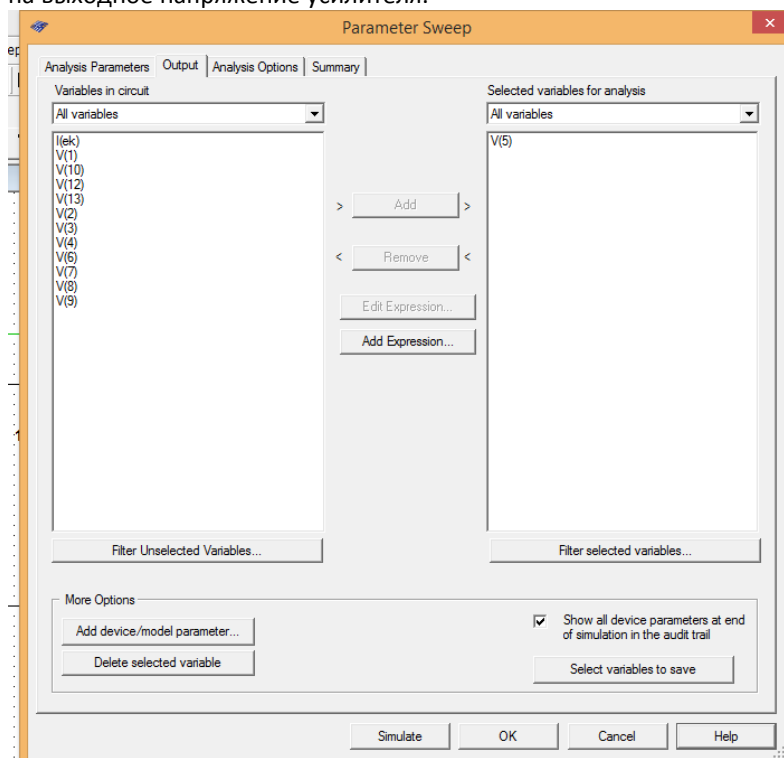 на выходное напряжение усилителя.
Parameter Sweep
Analysis Parameters Output Analysis Options Summary
Variables in circuit
Selected variables for analysis
All variables
All variables
I(ek)
V(1)
V(10)
V(12)
V(13)
V(2)
V(3)
V(4)
V(6)
V(7)
V(8)
V(9)
V(5)
> Add >
< Remove <
Edit Expression...
Add Expression...
Filter Unselected Variables...
Filter selected variables...
More Options
Add device/model parameter...
Delete selected variable
Show all device parameters at end
of simulation in the audit trail
Select variables to save
Simulate OK Cancel Help